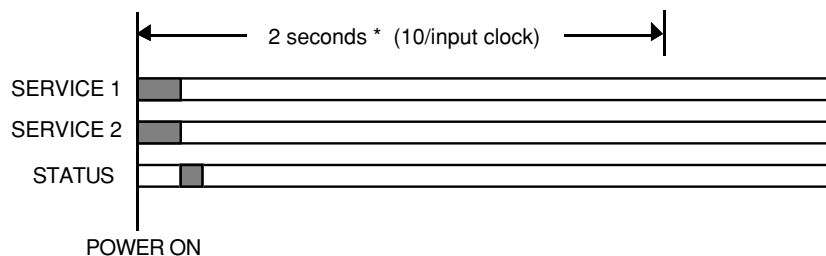 2 seconds * (10/input clock)
SERVICE 1
SERVICE 2
STATUS
POWER ON